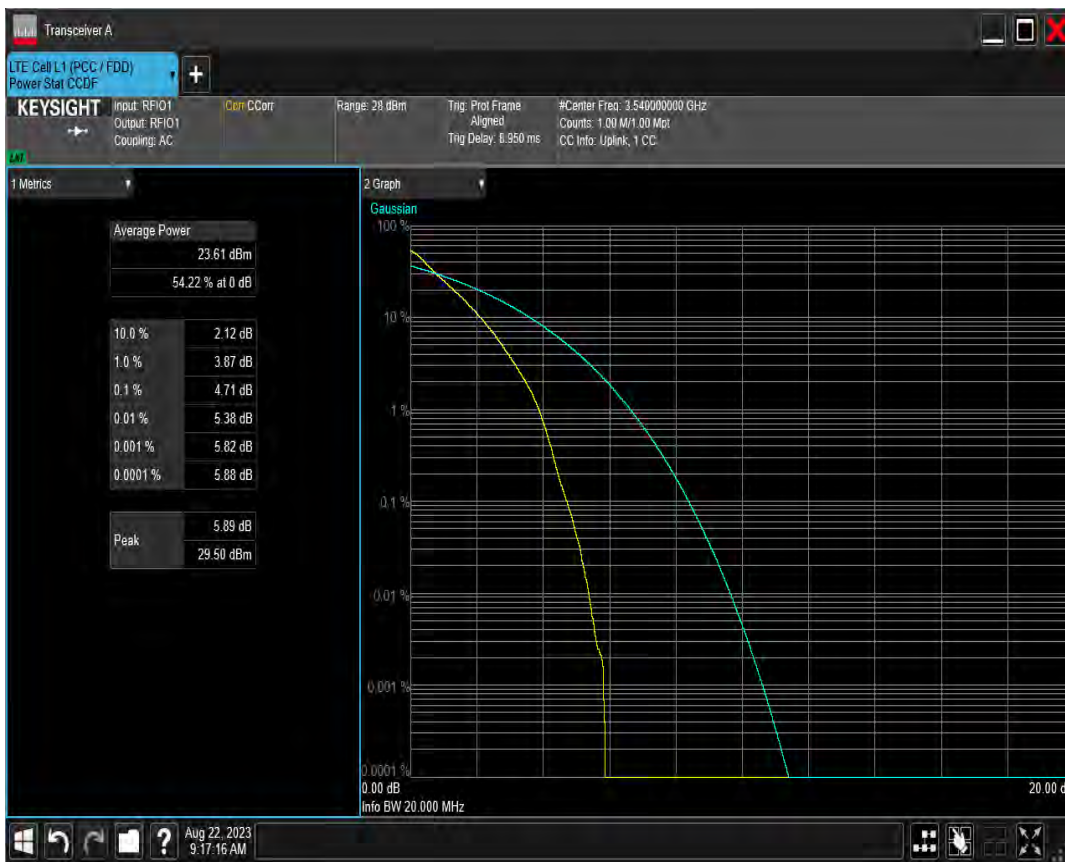 Transceiver A
LTE Cell L1 (PCC / FDD)
Power Stat CCDF
KEYSIGHT
Input: RFIO1
Output: RFIO1
Coupling: AC
Corr CCorr
Range: 28 dBm
Trig: Prot Frame
Aligned
Trig Delay: 8.950 ms
#Center Freq: 3.549000000 GHz
Counts: 1.00 M/1.00 Mpt
CC Info: Uplink, 1 CC
1 Metrics
Average Power
23.61 dBm
54.22 % at 0 dB
10.0 % 2.12 dB
1.0 % 3.87 dB
0.1 % 4.71 dB
0.01 % 5.38 dB
0.001 % 5.82 dB
0.0001 % 5.88 dB
Peak
5.89 dB
29.50 dBm
2 Graph
Gaussian
100 %
10 %
1 %
0.1 %
0.01 %
0.001 %
0.0001 %
0.00 dB
20.00 d
Info BW 20.000 MHz
Aug 22, 2023
9:17:16 AM